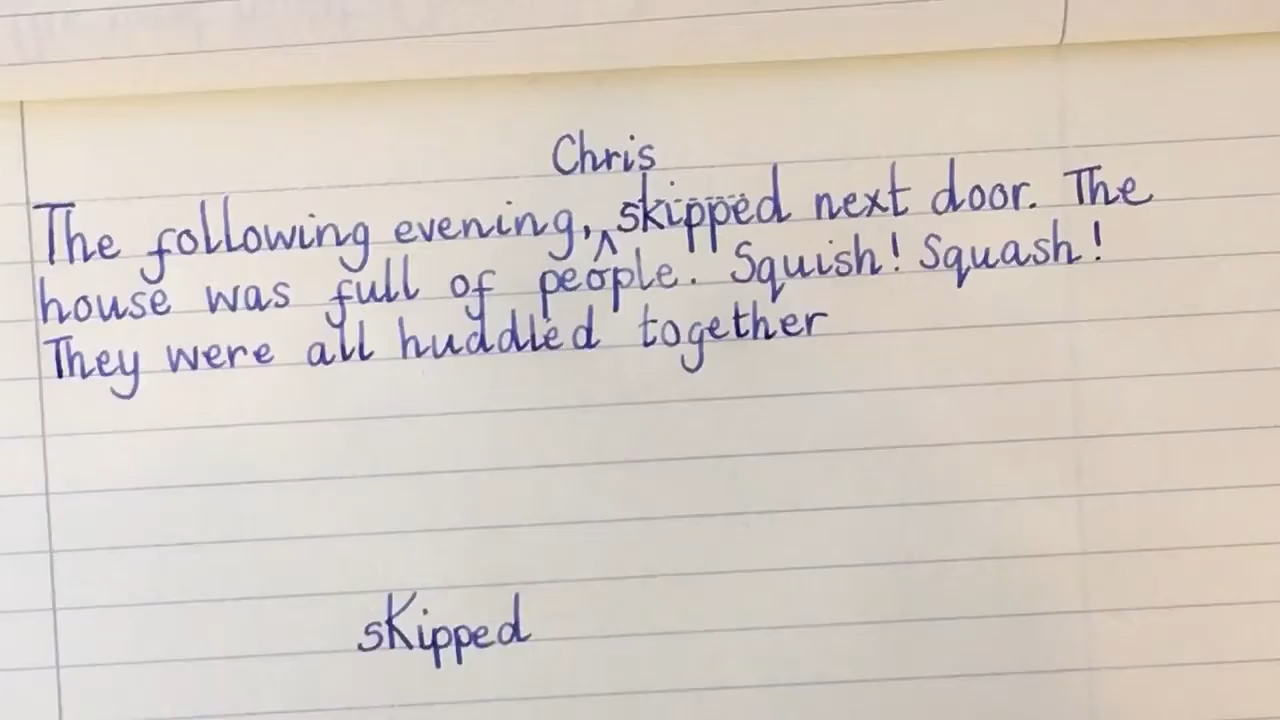 Chris
The following evening, ^ skipped next door. The
house was full of people. Squish! Squash!
They were all huddled together
skipped